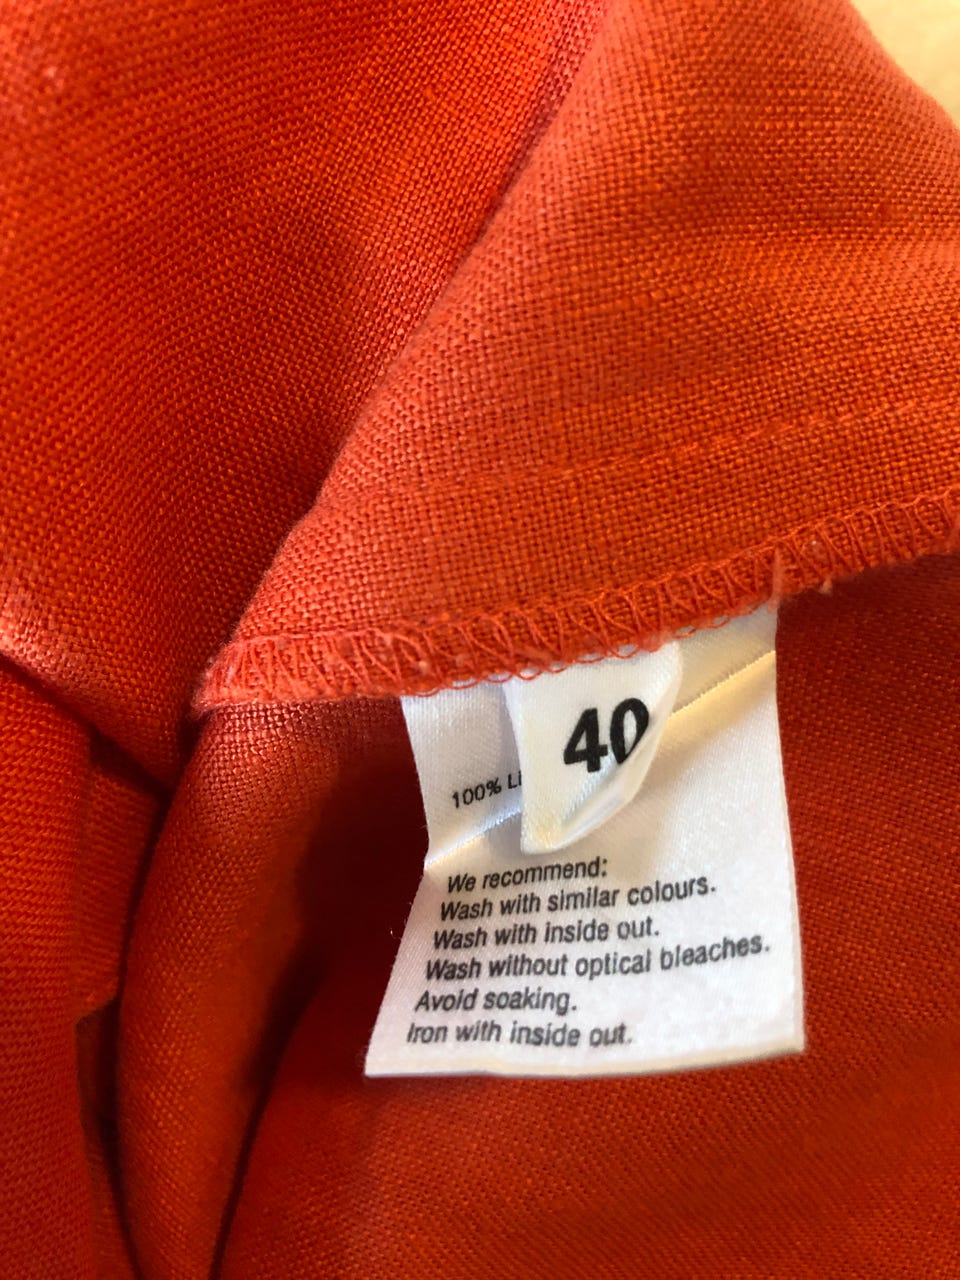 40
100% Li
We recommend:
Wash with similar colours.
Wash with inside out.
Wash without optical bleaches.
Avoid soaking.
Iron with inside out.